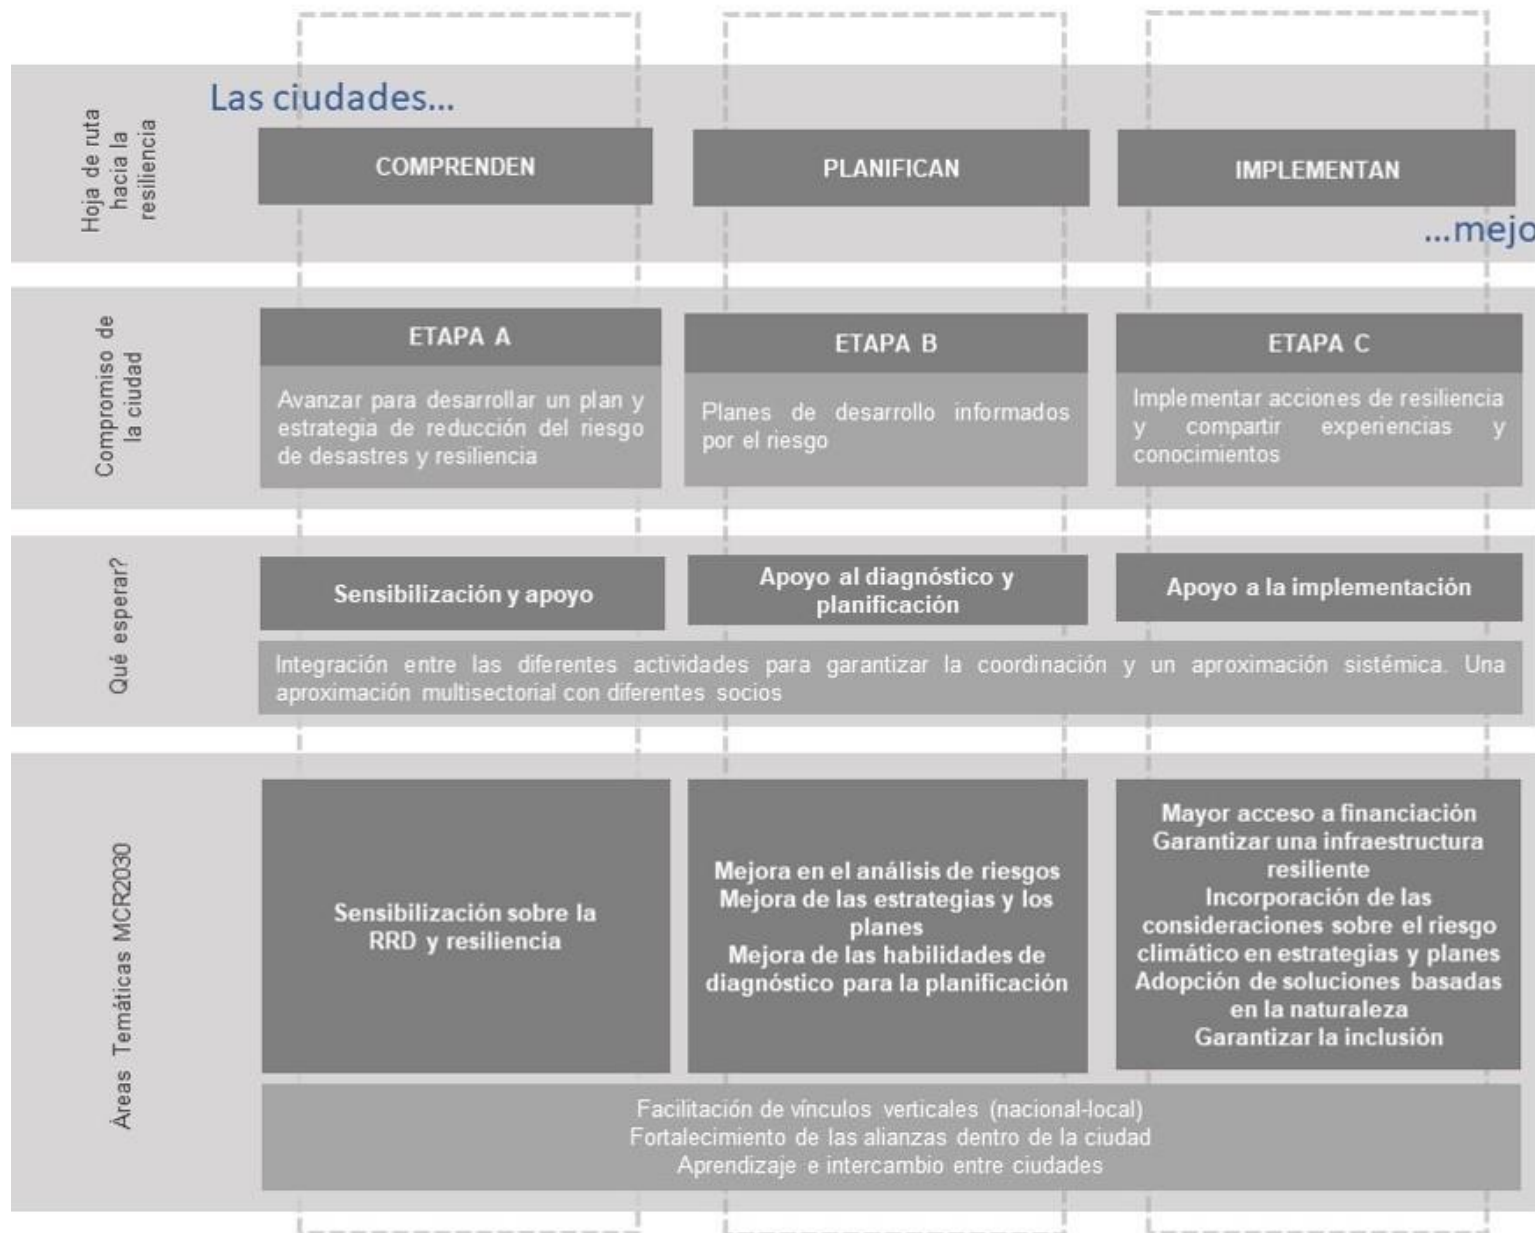 Hoja de ruta
hacia la
resiliencia
Las ciudades...
COMPRENDEN
PLANIFICAN
IMPLEMENTAN
...mejo
Compromiso de
la ciudad
ETAPA A
Avanzar para desarrollar un plan y
estrategia de reducción del riesgo
de desastres y resiliencia
ETAPA B
Planes de desarrollo informados
por el riesgo
ETAPA C
Implementar acciones de resiliencia
y compartir experiencias y
conocimientos
Qué esperar?
Sensibilización y apoyo
Apoyo al diagnóstico y
planificación
Apoyo a la implementación
Integración entre las diferentes actividades para garantizar la coordinación y un aproximación sistémica. Una
aproximación multisectorial con diferentes socios
Àreas Temáticas MCR2030
Sensibilización sobre la
RRD y resiliencia
Mejora en el análisis de riesgos
Mejora de las estrategias y los
planes
Mejora de las habilidades de
diagnóstico para la planificación
Mayor acceso a financiación
Garantizar una infraestructura
resiliente
Incorporación de las
consideraciones sobre el riesgo
climático en estrategias y planes
Adopción de soluciones basadas
en la naturaleza
Garantizar la inclusión
Facilitación de vínculos verticales (nacional-local)
Fortalecimiento de las alianzas dentro de la ciudad
Aprendizaje e intercambio entre ciudades